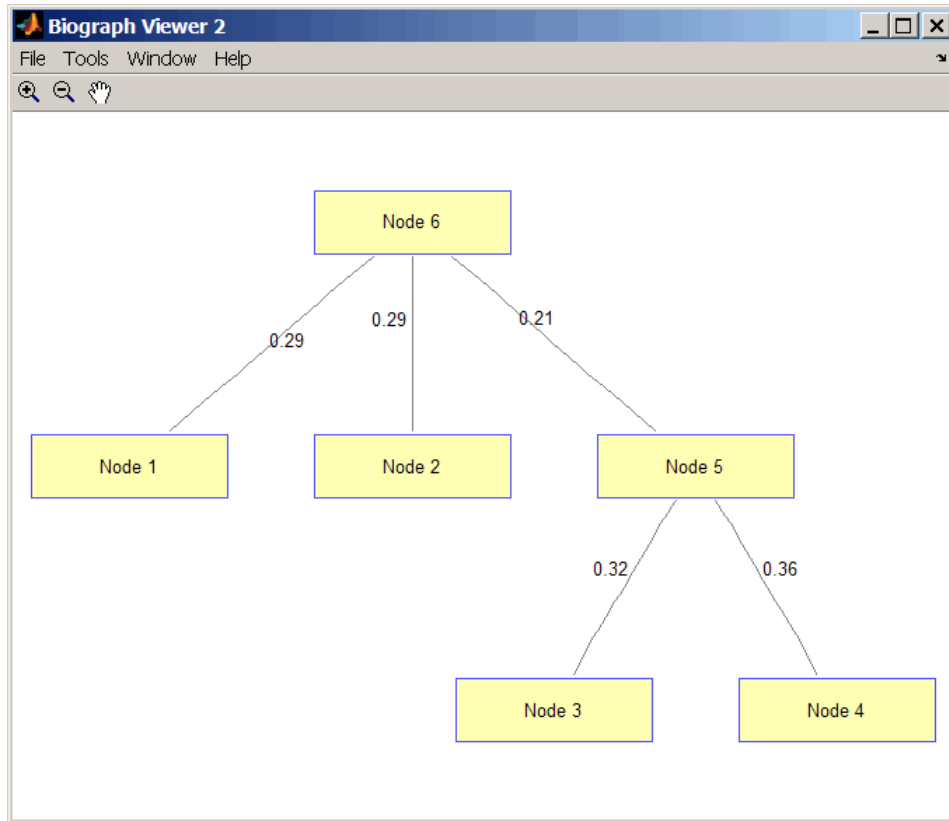 Biograph Viewer 2
File Tools Window Help
Node 6
0.29 0.29 0.21
Node 1 Node 2 Node 5
0.32 0.36
Node 3 Node 4